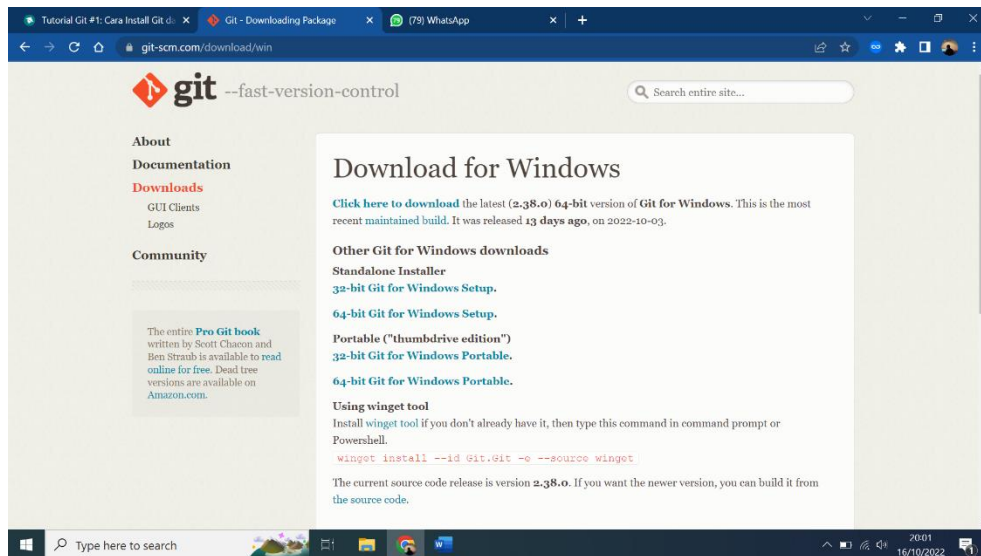 Tutorial Git #1: Cara Install Git da
Git - Downloading Package
(79) WhatsApp
git-scm.com/download/win
git --fast-version-control
Search entire site...
About
Documentation
Downloads
GUI Clients
Logos
Community
The entire Pro Git book
written by Scott Chacon and
Ben Straub is available to read
online for free. Dead tree
versions are available on
Amazon.com.
Download for Windows
Click here to download the latest (2.38.0) 64-bit version of Git for Windows. This is the most
recent maintained build. It was released 13 days ago, on 2022-10-03.
Other Git for Windows downloads
Standalone Installer
32-bit Git for Windows Setup.
64-bit Git for Windows Setup.
Portable ("thumbdrive edition")
32-bit Git for Windows Portable.
64-bit Git for Windows Portable.
Using winget tool
Install winget tool if you don't already have it, then type this command in command prompt or
Powershell.
winget install --id Git.Git -e --source winget
The current source code release is version 2.38.0. If you want the newer version, you can build it from
the source code.
Type here to search
20:01
16/10/2022